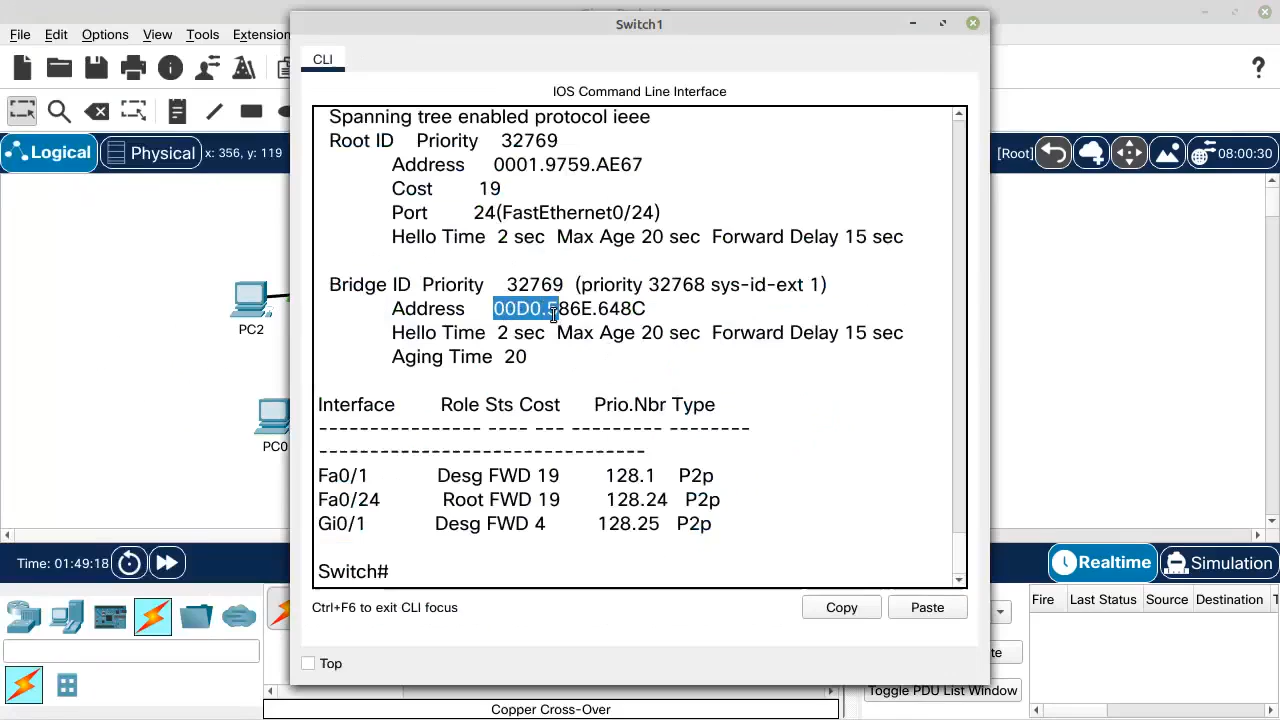 Switch1
File Edit Options View Tools Extension
CLI
IOS Command Line Interface
Logical Physical x: 356, y: 119
[Root] 08:00:30
Spanning tree enabled protocol ieee
Root ID Priority 32769
Address 0001.9759.AE67
Cost 19
Port 24(FastEthernet0/24)
Hello Time 2 sec Max Age 20 sec Forward Delay 15 sec
Bridge ID Priority 32769 (priority 32768 sys-id-ext 1)
Address 00D0.586E.648C
Hello Time 2 sec Max Age 20 sec Forward Delay 15 sec
Aging Time 20
Interface Role Sts Cost Prio.Nbr Type
---------------- ---- --- --------- --------
--------------------------------
Fa0/1 Desg FWD 19 128.1 P2p
Fa0/24 Root FWD 19 128.24 P2p
Gi0/1 Desg FWD 4 128.25 P2p
Switch#
PC2
PC0
Ctrl+F6 to exit CLI focus
Copy Paste
Top
Time: 01:49:18
Realtime Simulation
Fire Last Status Source Destination
Toggle PDU List Window
Copper Cross-Over